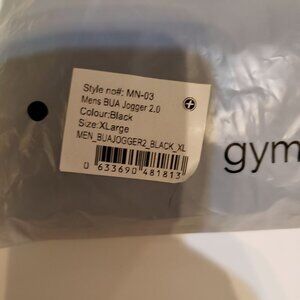 Style no#: MN-03
Mens BUA Jogger 2.0
Colour:Black
Size:XLarge
MEN_BUAJOGGER2_BLACK_XL
0 633690 481813
gym